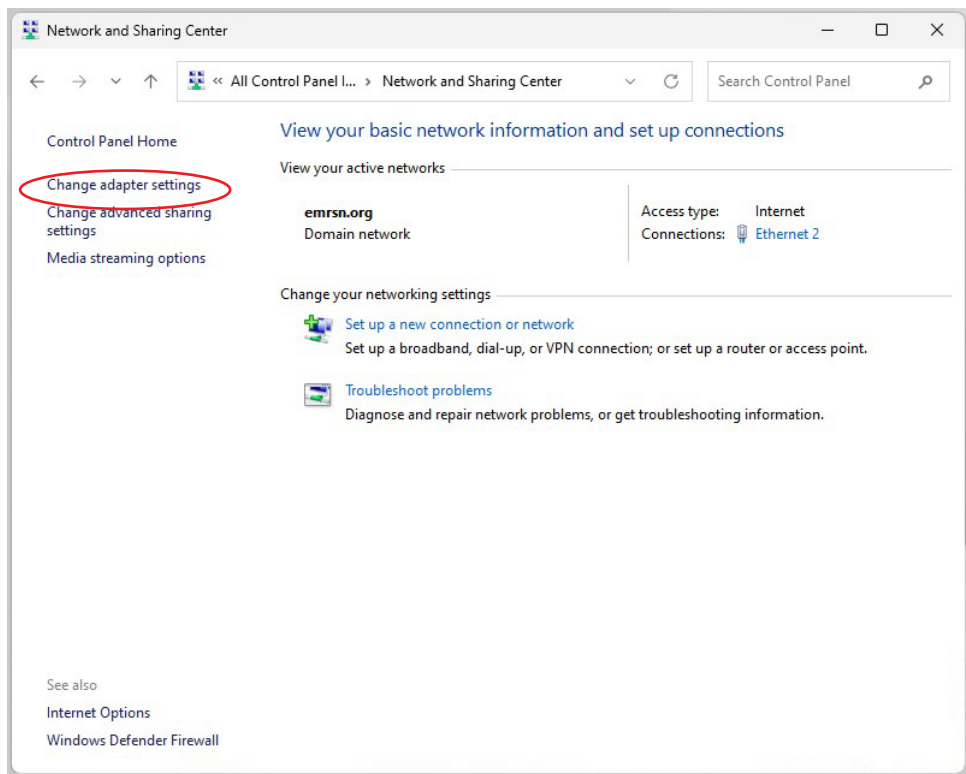 Network and Sharing Center
« All Control Panel I... › Network and Sharing Center
Search Control Panel
Control Panel Home
Change adapter settings
Change advanced sharing
settings
Media streaming options
View your basic network information and set up connections
View your active networks
emrsn.org
Domain network
Access type: Internet
Connections: Ethernet 2
Change your networking settings
Set up a new connection or network
Set up a broadband, dial-up, or VPN connection; or set up a router or access point.
Troubleshoot problems
Diagnose and repair network problems, or get troubleshooting information.
See also
Internet Options
Windows Defender Firewall